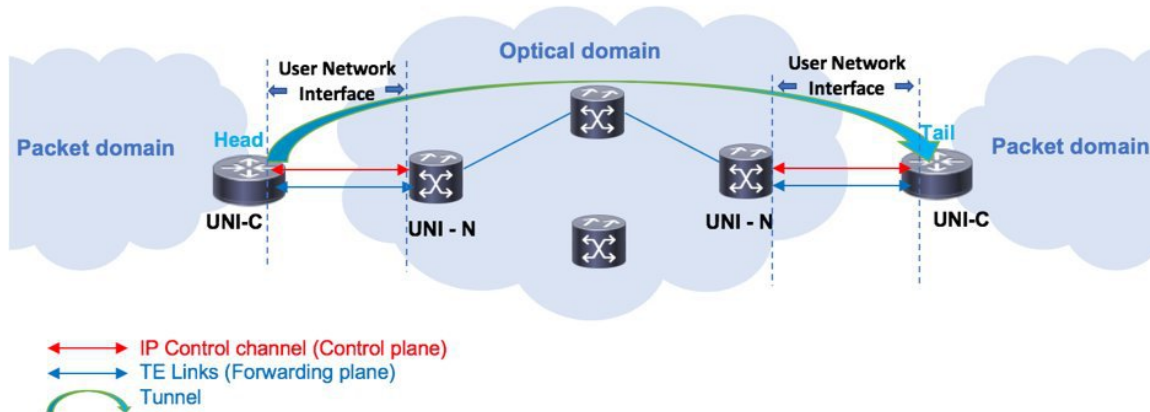 Optical domain
User Network
Interface
User Network
Interface
Packet domain
Head
Tail
Packet domain
UNI-C
UNI - N
UNI - N
UNI-C
IP Control channel (Control plane)
TE Links (Forwarding plane)
Tunnel